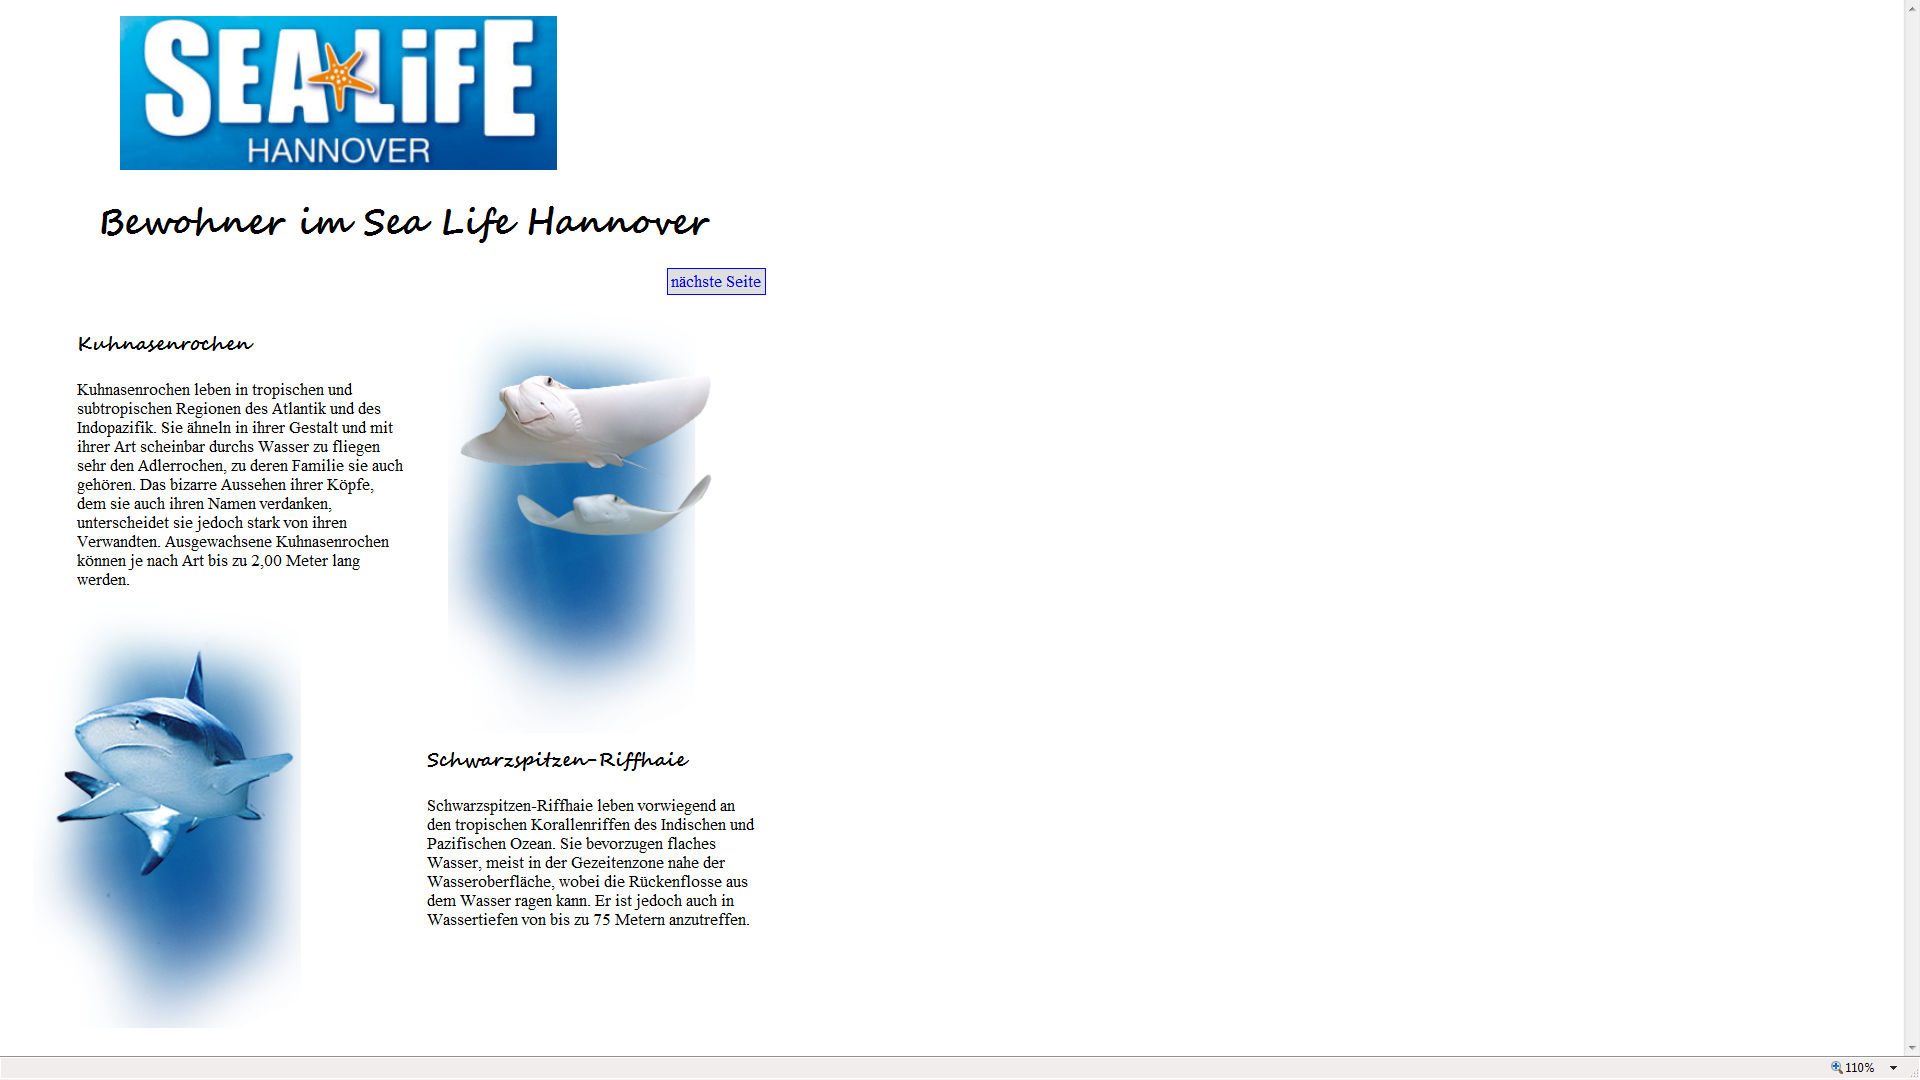 SEA LiFE
HANNOVER
Bewohner im Sea Life Hannover
nächste Seite
Kuhnasenrochen
Kuhnasenrochen leben in tropischen und
subtropischen Regionen des Atlantik und des
Indopazifik. Sie ähneln in ihrer Gestalt und mit
ihrer Art scheinbar durchs Wasser zu fliegen
sehr den Adlerrochen, zu deren Familie sie auch
gehören. Das bizarre Aussehen ihrer Köpfe,
dem sie auch ihren Namen verdanken,
unterscheidet sie jedoch stark von ihren
Verwandten. Ausgewachsene Kuhnasenrochen
können je nach Art bis zu 2,00 Meter lang
werden.
Schwarzspitzen-Riffhaie
Schwarzspitzen-Riffhaie leben vorwiegend an
den tropischen Korallenriffen des Indischen und
Pazifischen Ozean. Sie bevorzugen flaches
Wasser, meist in der Gezeitenzone nahe der
Wasseroberfläche, wobei die Rückenflosse aus
dem Wasser ragen kann. Er ist jedoch auch in
Wassertiefen von bis zu 75 Metern anzutreffen.
110%